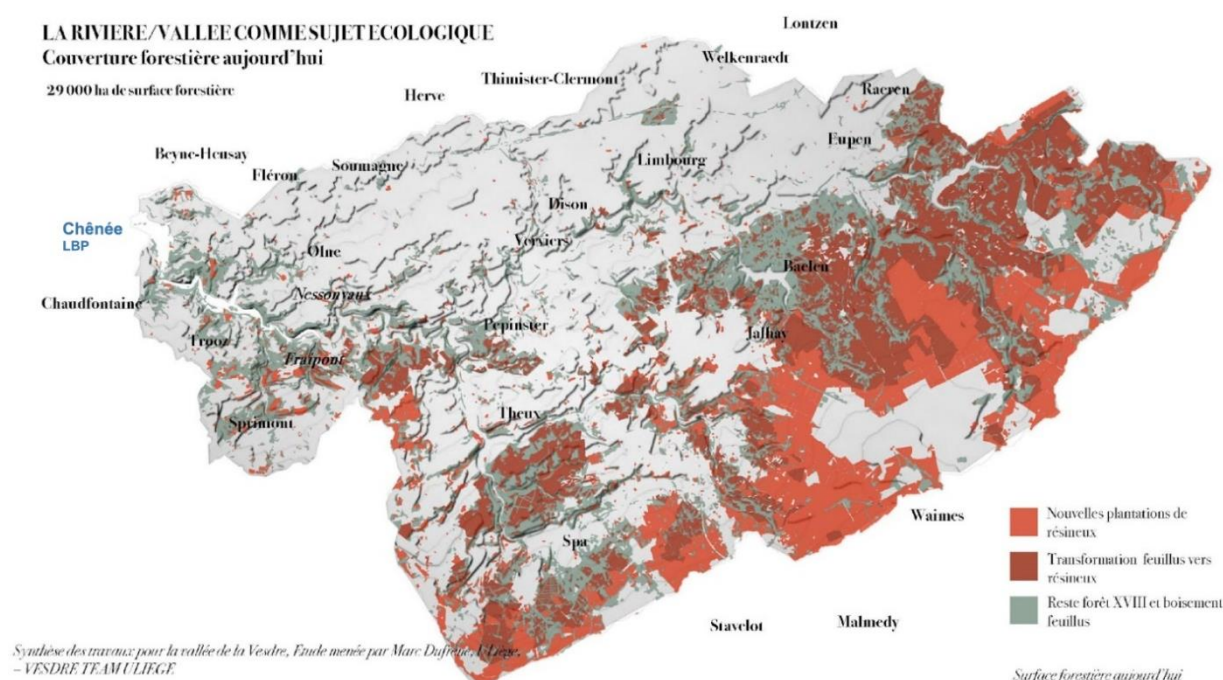 LA RIVIERE/VALLEE COMME SUJET ECOLOGIQUE
Couverture forestière aujourd'hui
29 000 ha de surface forestière
Lontzen
Welkenraedt
Thimister-Clermont
Herve
Raeren
Eupen
Beyne-Heusay
Soumagne
Fléron
Limbourg
Dison
Chênée
LBP
Verviers
Olne
Baelen
Nessonvaux
Chaudfontaine
Pepinster
Jalhay
Trooz
Fraipont
Theux
Sprimont
Waimes
Spa
Stavelot
Malmedy
Nouvelles plantations de
résineux
Transformation feuillus vers
résineux
Reste forêt XVIII et boisement
feuillus
Synthèse des travaux pour la vallée de la Vesdre, Etude menée par Marc Dufrêne, ULiège.
– VESDRE TEAM ULIEGE
Surface forestière aujourd'hui